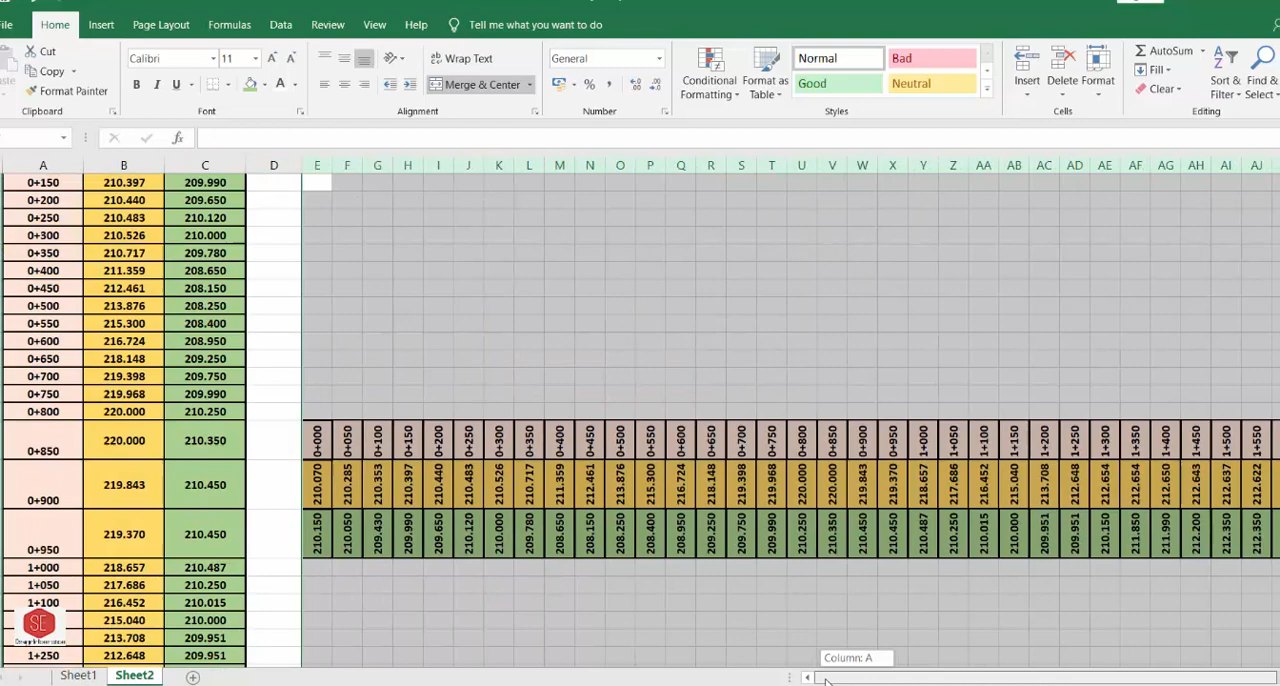 File Home Insert Page Layout Formulas Data Review View Help Tell me what you want to do
Cut
Copy
Format Painter
Clipboard
Calibri 11
B I U
Font
Wrap Text
Merge & Center
Alignment
General
Number
Conditional Formatting
Format as Table
Normal Bad
Good Neutral
Styles
Insert Delete Format
Cells
AutoSum
Fill
Clear
Sort & Filter
Find & Select
Editing
fx
A B C D E F G H I J K L M N O P Q R S T U V W X Y Z AA AB AC AD AE AF AG AH AI AJ
0+150 210.397 209.990
0+200 210.440 209.650
0+250 210.483 210.120
0+300 210.526 210.000
0+350 210.717 209.780
0+400 211.359 208.650
0+450 212.461 208.150
0+500 213.876 208.250
0+550 215.300 208.400
0+600 216.724 208.950
0+650 218.148 209.250
0+700 219.398 209.750
0+750 219.968 209.990
0+800 220.000 210.250
0+850 220.000 210.350
0+900 219.843 210.450
0+950 219.370 210.450
1+000 218.657 210.487
1+050 217.686 210.250
1+100 216.452 210.015
215.040 210.000
213.708 209.951
1+250 212.648 209.951
0+000 0+050 0+100 0+150 0+200 0+250 0+300 0+350 0+400 0+450 0+500 0+550 0+600 0+650 0+700 0+750 0+800 0+850 0+900 0+950 1+000 1+050 1+100 1+150 1+200 1+250 1+300 1+350 1+400 1+450 1+500 1+550
210.070 210.285 210.353 210.397 210.440 210.483 210.526 210.717 211.359 212.461 213.876 215.300 216.724 218.148 219.398 219.968 220.000 220.000 219.843 219.370 218.657 217.686 216.452 215.040 213.708 212.648 212.654 212.654 212.650 212.643 212.637 212.622
210.150 210.050 209.430 209.990 209.650 210.120 210.000 209.780 208.650 208.150 208.250 208.400 208.950 209.250 209.750 209.990 210.250 210.350 210.450 210.450 210.487 210.250 210.015 210.000 209.951 209.951 210.150 211.850 211.990 212.200 212.350 212.350
SE
Column: A
Sheet1 Sheet2